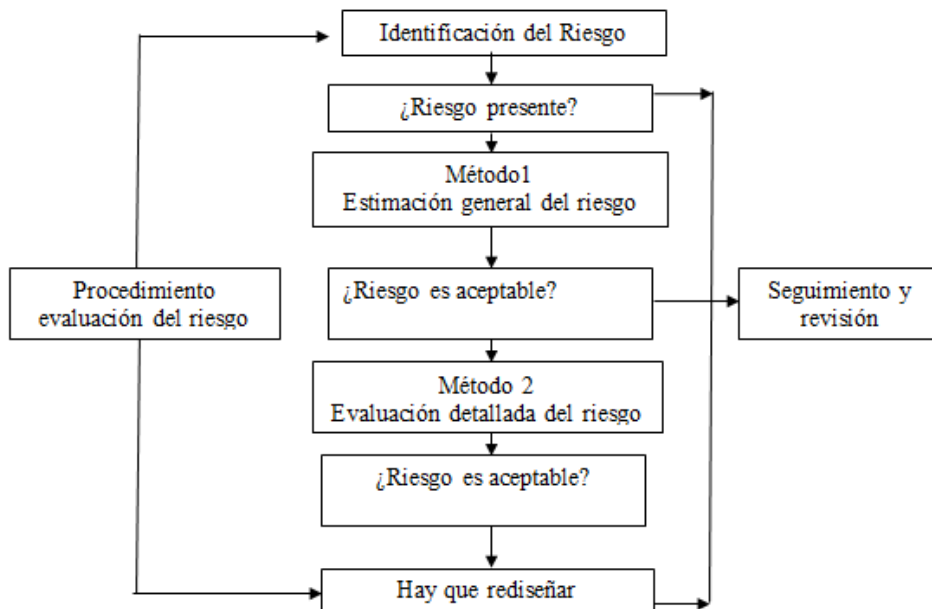 Identificación del Riesgo
¿Riesgo presente?
Método1
Estimación general del riesgo
¿Riesgo es aceptable?
Procedimiento
evaluación del riesgo
Seguimiento y
revisión
Método 2
Evaluación detallada del riesgo
¿Riesgo es aceptable?
Hay que rediseñar